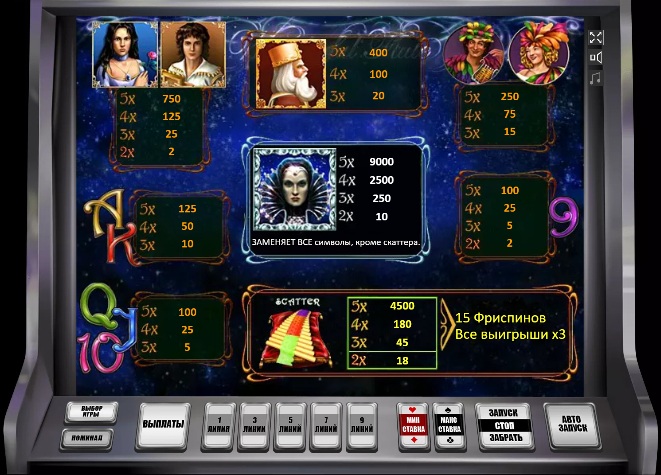 5x 750
4x 125
3x 25
2x 2
5x 400
4x 100
3x 20
5x 250
4x 75
3x 15
A K
5x 125
4x 50
3x 10
5x 9000
4x 2500
3x 250
2x 10
ЗАМЕНЯЕТ ВСЕ символы, кроме скаттера.
5x 100
4x 25
3x 5
2x 2
9
Q J 10
5x 100
4x 25
3x 5
SCATTER
5x 4500
4x 180
3x 45
2x 18
15 Фриспинов
Все выигрыши x3
ВЫБОР
ИГРЫ
НОМИНАЛ
ВЫПЛАТЫ
1
ЛИНИЯ
3
ЛИНИИ
5
ЛИНИЙ
7
ЛИНИЙ
9
ЛИНИЙ
МИН
СТАВКА
МАКС
СТАВКА
ЗАПУСК
СТОП
ЗАБРАТЬ
АВТО
ЗАПУСК